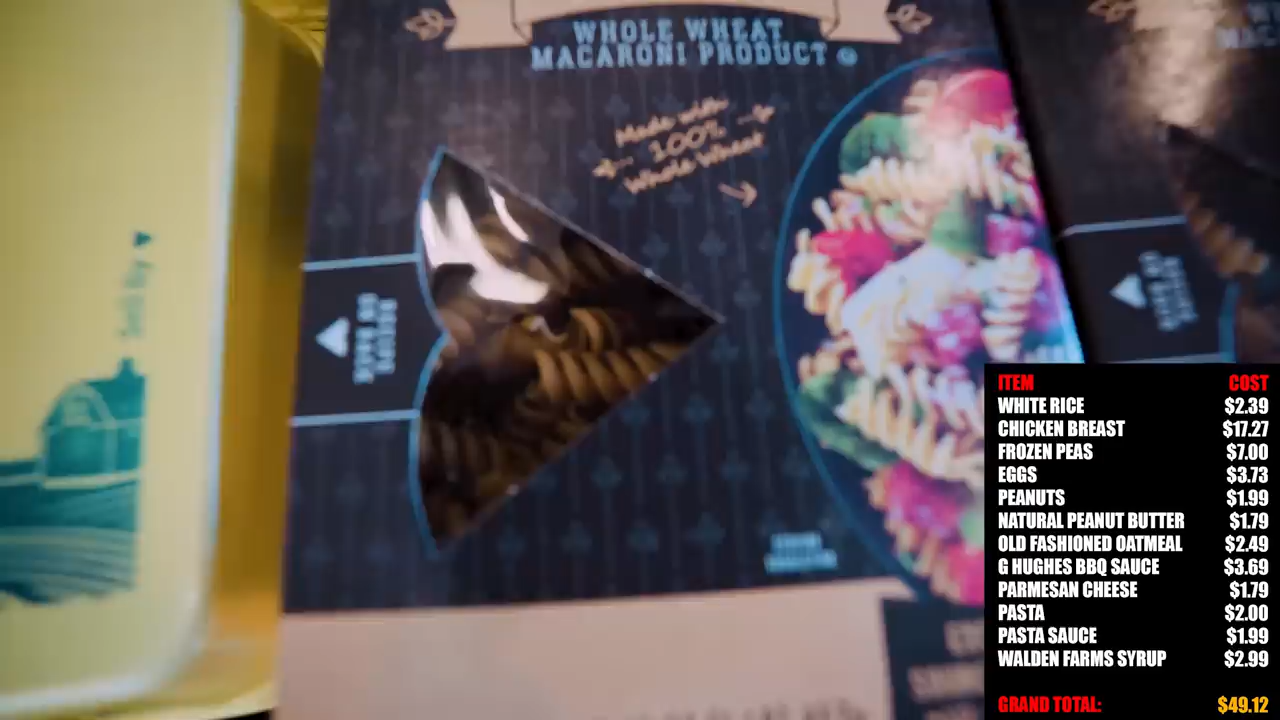 WHOLE WHEAT
MACARONI PRODUCT
Made with
100%
Whole Wheat
ITEM COST
WHITE RICE $2.39
CHICKEN BREAST $17.27
FROZEN PEAS $7.00
EGGS $3.73
PEANUTS $1.99
NATURAL PEANUT BUTTER $1.79
OLD FASHIONED OATMEAL $2.49
G HUGHES BBQ SAUCE $3.69
PARMESAN CHEESE $1.79
PASTA $2.00
PASTA SAUCE $1.99
WALDEN FARMS SYRUP $2.99
GRAND TOTAL: $49.12